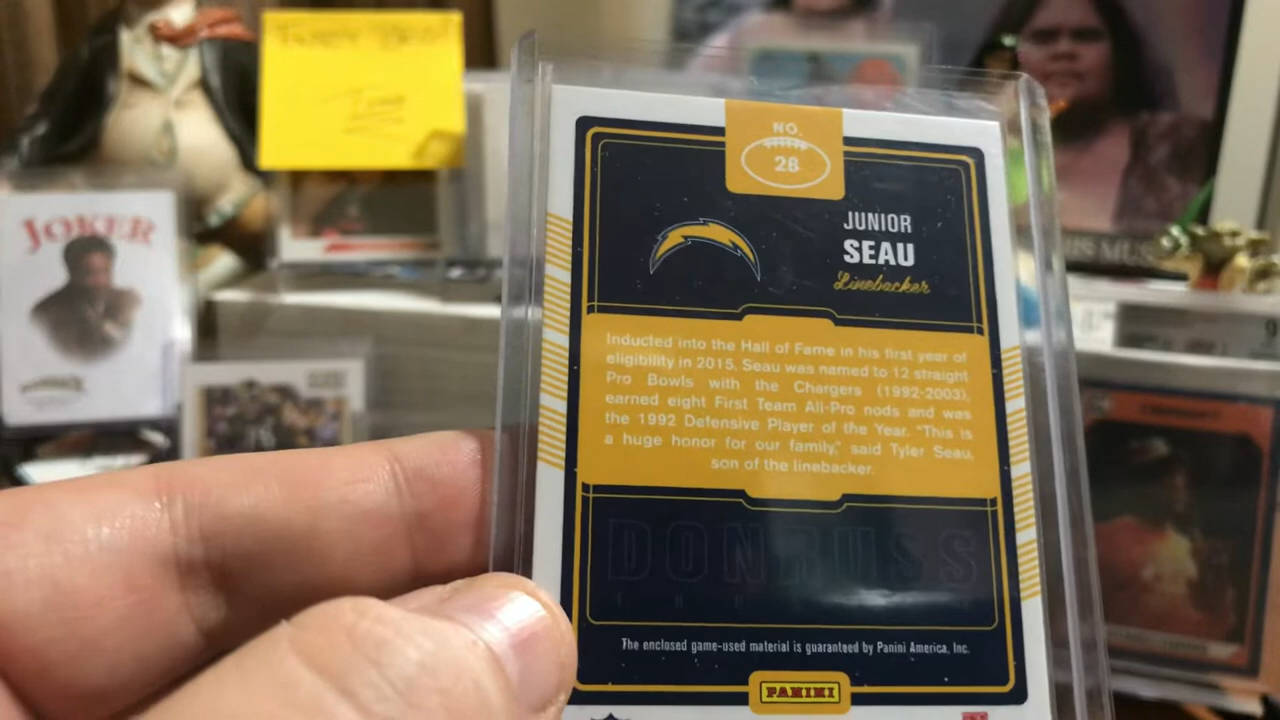 NO.
28
JUNIOR
SEAU
Linebacker
Inducted into the Hall of Fame in his first year of
eligibility in 2015, Seau was named to 12 straight
Pro Bowls with the Chargers (1992-2003),
earned eight First Team All-Pro nods and was
the 1992 Defensive Player of the Year. "This is
a huge honor for our family," said Tyler Seau,
son of the linebacker.
DONRUSS
The enclosed game-used material is guaranteed by Panini America, Inc.
PANINI
JOKER